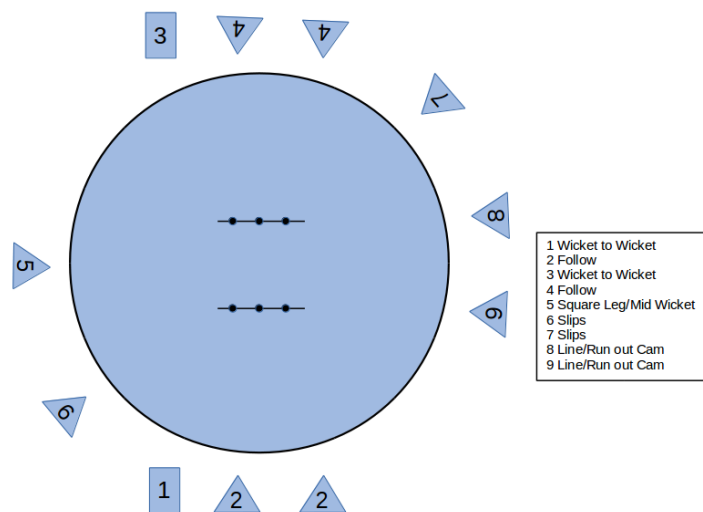 3
4
4
7
8
5
9
6
1
2
2
1 Wicket to Wicket
2 Follow
3 Wicket to Wicket
4 Follow
5 Square Leg/Mid Wicket
6 Slips
7 Slips
8 Line/Run out Cam
9 Line/Run out Cam